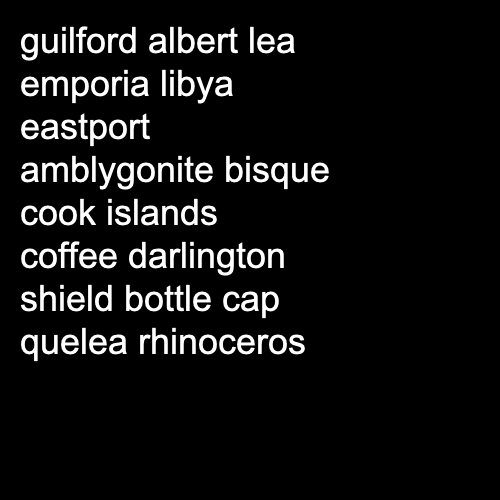 guilford albert lea
emporia libya
eastport
amblygonite bisque
cook islands
coffee darlington
shield bottle cap
quelea rhinoceros